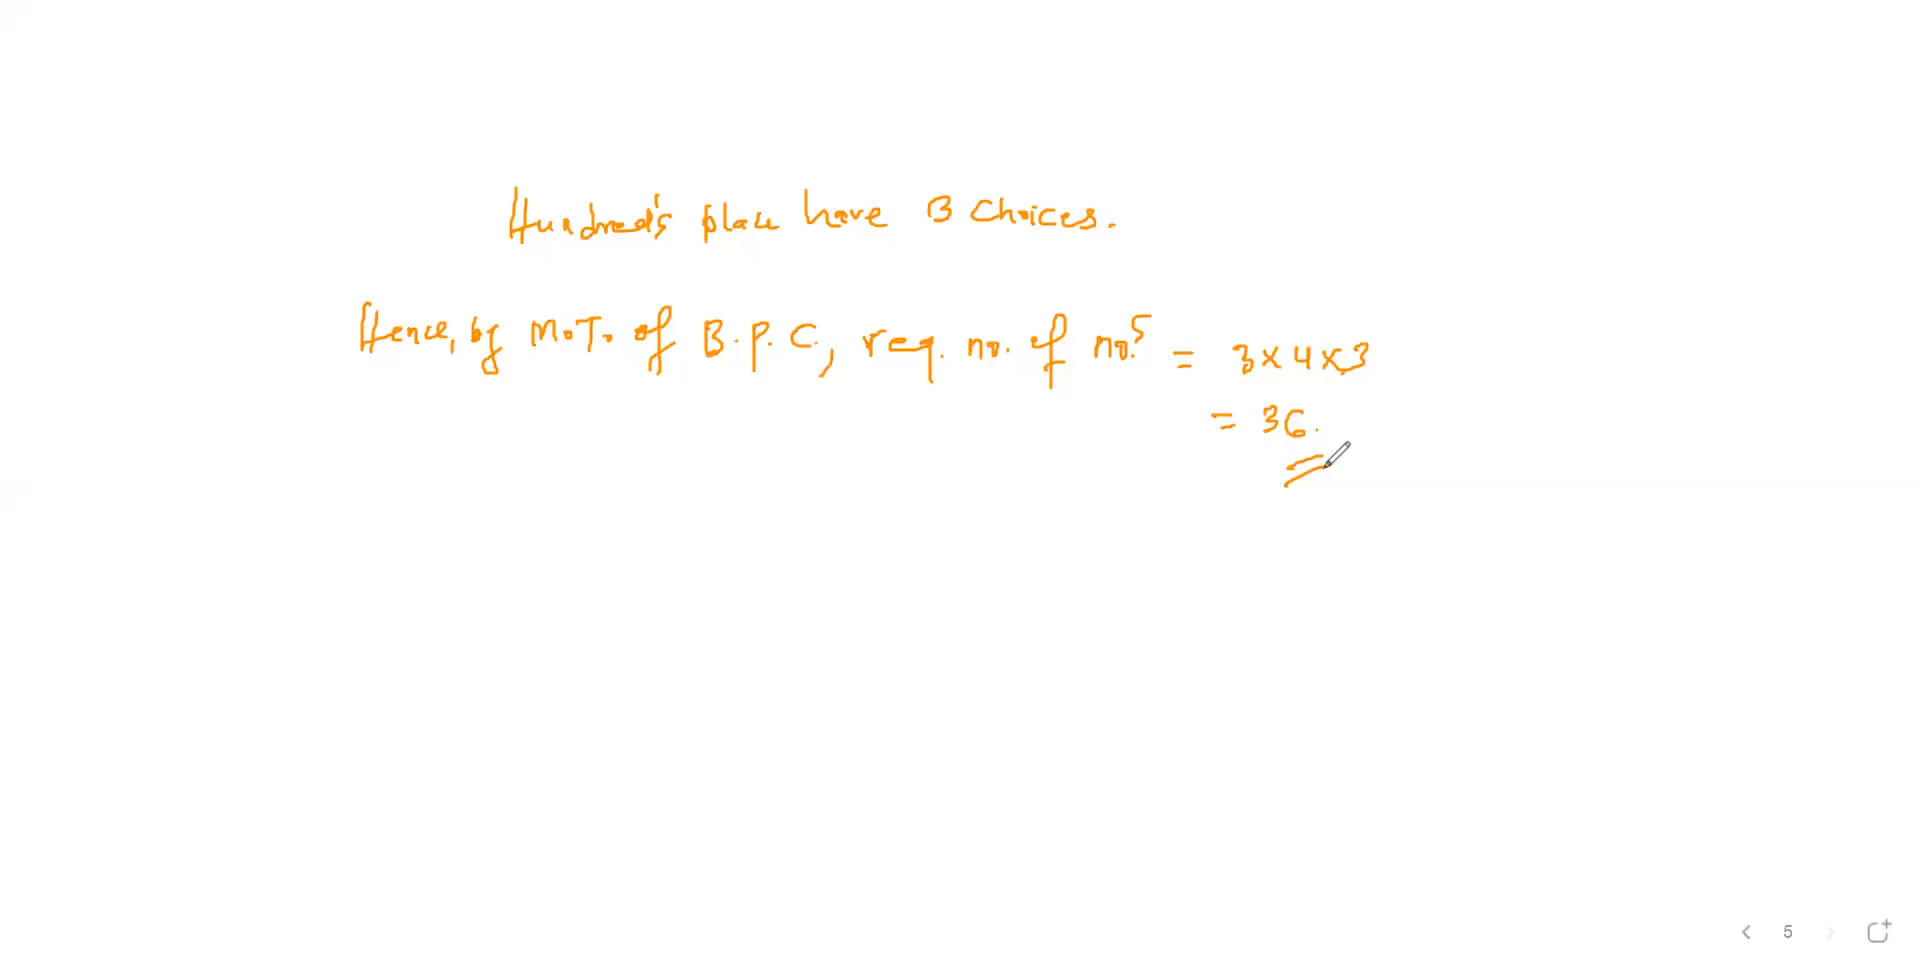 Hundred's place have 3 choices.
Hence, by M.T. of B.P.C., req. no. of no.s = 3 x 4 x 3
= 36.
5